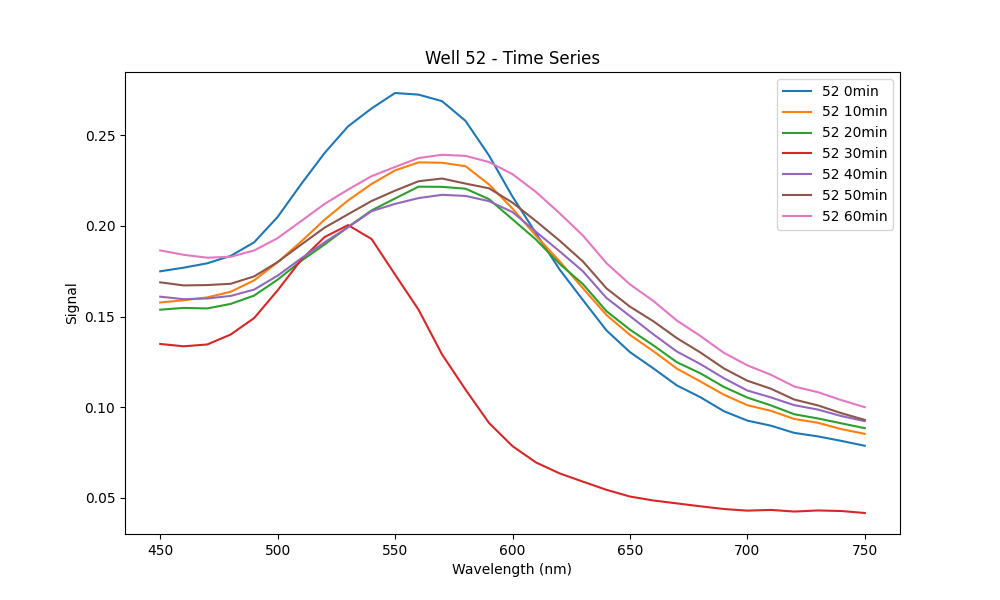 Well 52 - Time Series
52 0min
52 10min
52 20min
52 30min
52 40min
52 50min
52 60min
Signal
0.25
0.20
0.15
0.10
0.05
450 500 550 600 650 700 750
Wavelength (nm)